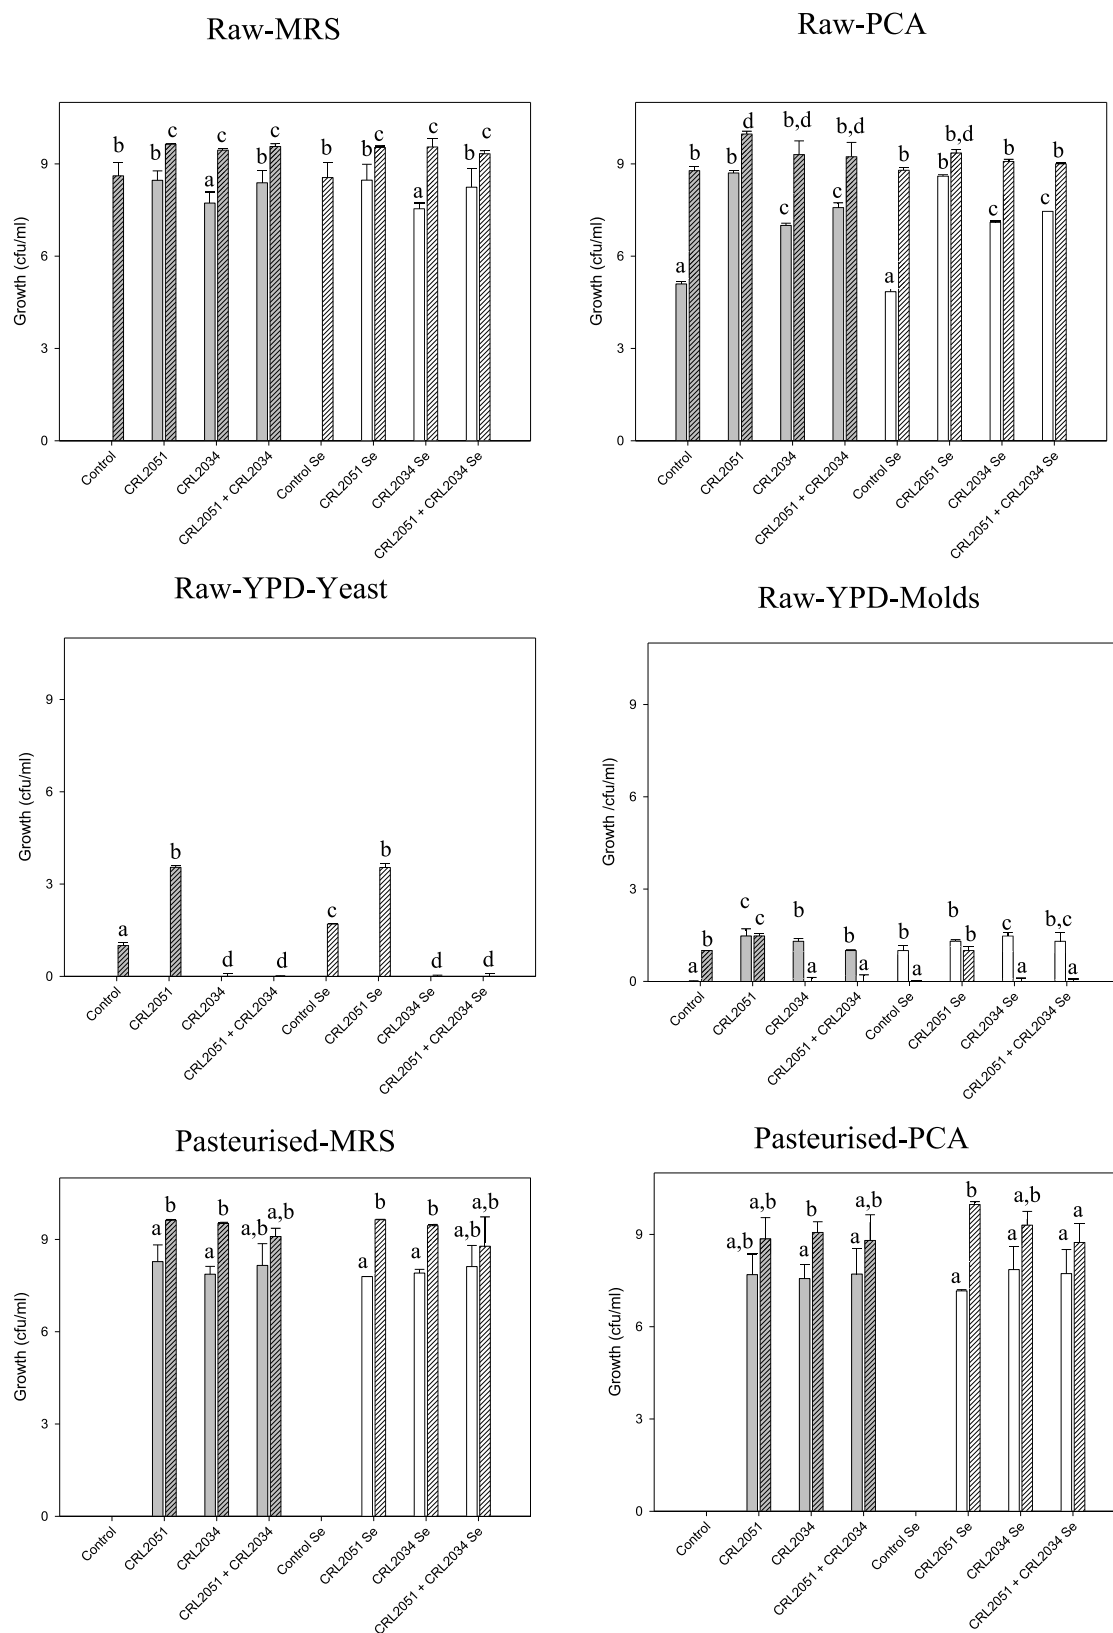 Raw-MRS
b b c a c b c b b c a c b c
9
6
3
0
Growth (cfu/ml)
Control
CRL2051
CRL2034
CRL2051 + CRL2034
Control Se
CRL2051 Se
CRL2034 Se
CRL2051 + CRL2034 Se
Raw-PCA
a b b d c b,d c b,d a b b b,d c b c b
9
6
3
0
Growth (cfu/ml)
Control
CRL2051
CRL2034
CRL2051 + CRL2034
Control Se
CRL2051 Se
CRL2034 Se
CRL2051 + CRL2034 Se
Raw-YPD-Yeast
a b d d c b d d
9
6
3
0
Growth (cfu/ml)
Control
CRL2051
CRL2034
CRL2051 + CRL2034
Control Se
CRL2051 Se
CRL2034 Se
CRL2051 + CRL2034 Se
Raw-YPD-Molds
a b c c b a b a b a b b c a b,c a
9
6
3
0
Growth /cfu/ml)
Control
CRL2051
CRL2034
CRL2051 + CRL2034
Control Se
CRL2051 Se
CRL2034 Se
CRL2051 + CRL2034 Se
Pasteurised-MRS
a b a b a,b a,b a b a b a,b a,b
9
6
3
0
Growth (cfu/ml)
Control
CRL2051
CRL2034
CRL2051 + CRL2034
Control Se
CRL2051 Se
CRL2034 Se
CRL2051 + CRL2034 Se
Pasteurised-PCA
a,b a,b a b a a,b a b a a,b a a
9
6
3
0
Growth (cfu/ml)
Control
CRL2051
CRL2034
CRL2051 + CRL2034
Control Se
CRL2051 Se
CRL2034 Se
CRL2051 + CRL2034 Se